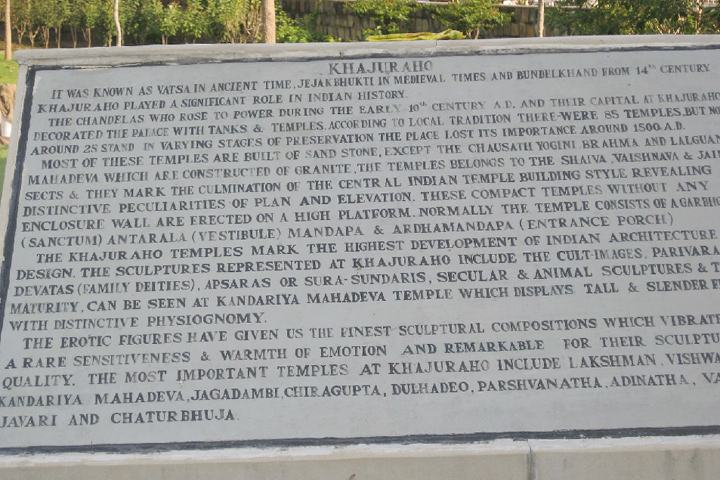 KHAJURAHO
IT WAS KNOWN AS VATSA IN ANCIENT TIME, JEJAKBHUKTI IN MEDIEVAL TIMES AND BUNDELKHAND FROM 14TH CENTURY
KHAJURAHO PLAYED A SIGNIFICANT ROLE IN INDIAN HISTORY.
THE CHANDELAS WHO ROSE TO POWER DURING THE EARLY 10th CENTURY A.D. AND THEIR CAPITAL AT KHAJURAHO
DECORATED THE PALACE WITH TANKS & TEMPLES. ACCORDING TO LOCAL TRADITION THERE WERE 85 TEMPLES, BUT
AROUND 25 STAND IN VARYING STAGES OF PRESERVATION THE PLACE LOST ITS IMPORTANCE AROUND 1500 A.D.
MOST OF THESE TEMPLES ARE BUILT OF SAND STONE, EXCEPT THE CHAUSATH YOGINI BRAHMA AND LALGUAN
MAHADEVA WHICH ARE CONSTRUCTED OF GRANITE, THE TEMPLES BELONGS TO THE SHAIVA, VAISHNAVA & JAIN
SECTS & THEY MARK THE CULMINATION OF THE CENTRAL INDIAN TEMPLE BUILDING STYLE REVEALING
DISTINCTIVE PECULIARITIES OF PLAN AND ELEVATION. THESE COMPACT TEMPLES WITHOUT ANY
ENCLOSURE WALL ARE ERECTED ON A HIGH PLATFORM. NORMALLY THE TEMPLE CONSISTS OF A
(SANCTUM) ANTARALA (VESTIBULE) MANDAPA & ARDHAMANDAPA (ENTRANCE PORCH)
THE KHAJURAHO TEMPLES MARK THE HIGHEST DEVELOPMENT OF INDIAN ARCHITECTURE
DESIGN. THE SCULPTURES REPRESENTED AT KHAJURAHO INCLUDE THE CULT-IMAGES, PARIVARA
DEVATAS (FAMILY DEITIES), APSARAS OR SURA-SUNDARIS, SECULAR & ANIMAL SCULPTURES &
MATURITY, CAN BE SEEN AT KANDARIYA MAHADEVA TEMPLE WHICH DISPLAYS TALL & SLENDER
WITH DISTINCTIVE PHYSIOGNOMY.
THE EROTIC FIGURES HAVE GIVEN US THE FINEST SCULPTURAL COMPOSITIONS WHICH VIBRATE
A RARE SENSITIVENESS & WARMTH OF EMOTION AND REMARKABLE FOR THEIR SCULPTU
QUALITY. THE MOST IMPORTANT TEMPLES AT KHAJURAHO INCLUDE LAKSHMAN, VISHWA
KANDARIYA MAHADEVA, JAGADAMBI, CHIRAGUPTA, DULHADEO, PARSHVANATHA, ADINATHA, VA
JAVARI AND CHATURBHUJA.